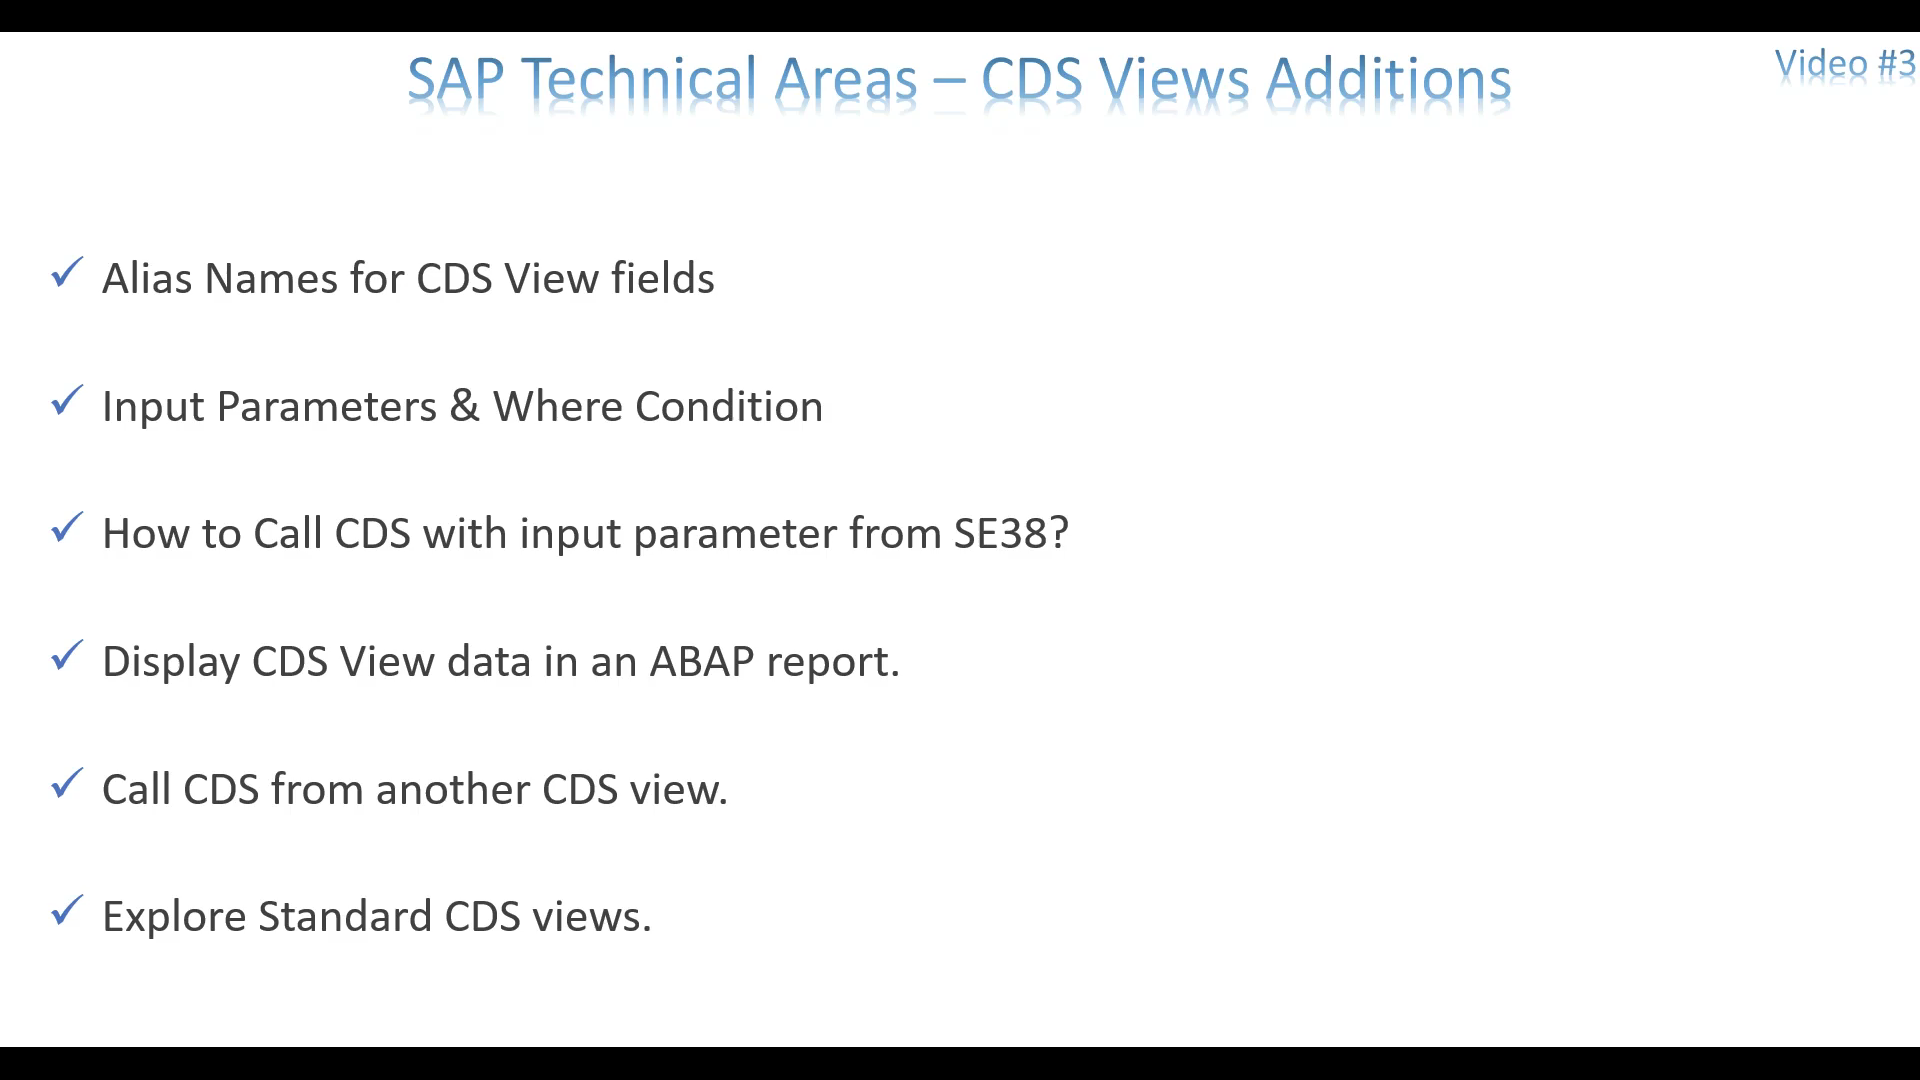 SAP Technical Areas – CDS Views Additions
Video #3
Alias Names for CDS View fields
Input Parameters & Where Condition
How to Call CDS with input parameter from SE38?
Display CDS View data in an ABAP report.
Call CDS from another CDS view.
Explore Standard CDS views.